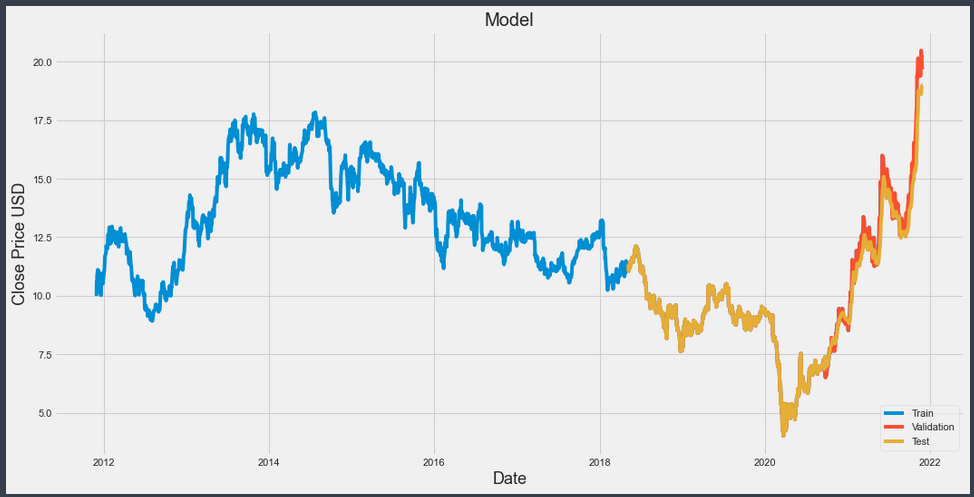 Model
Close Price USD
20.0
17.5
15.0
12.5
10.0
7.5
5.0
2012 2014 2016 2018 2020 2022
Date
Train
Validation
Test